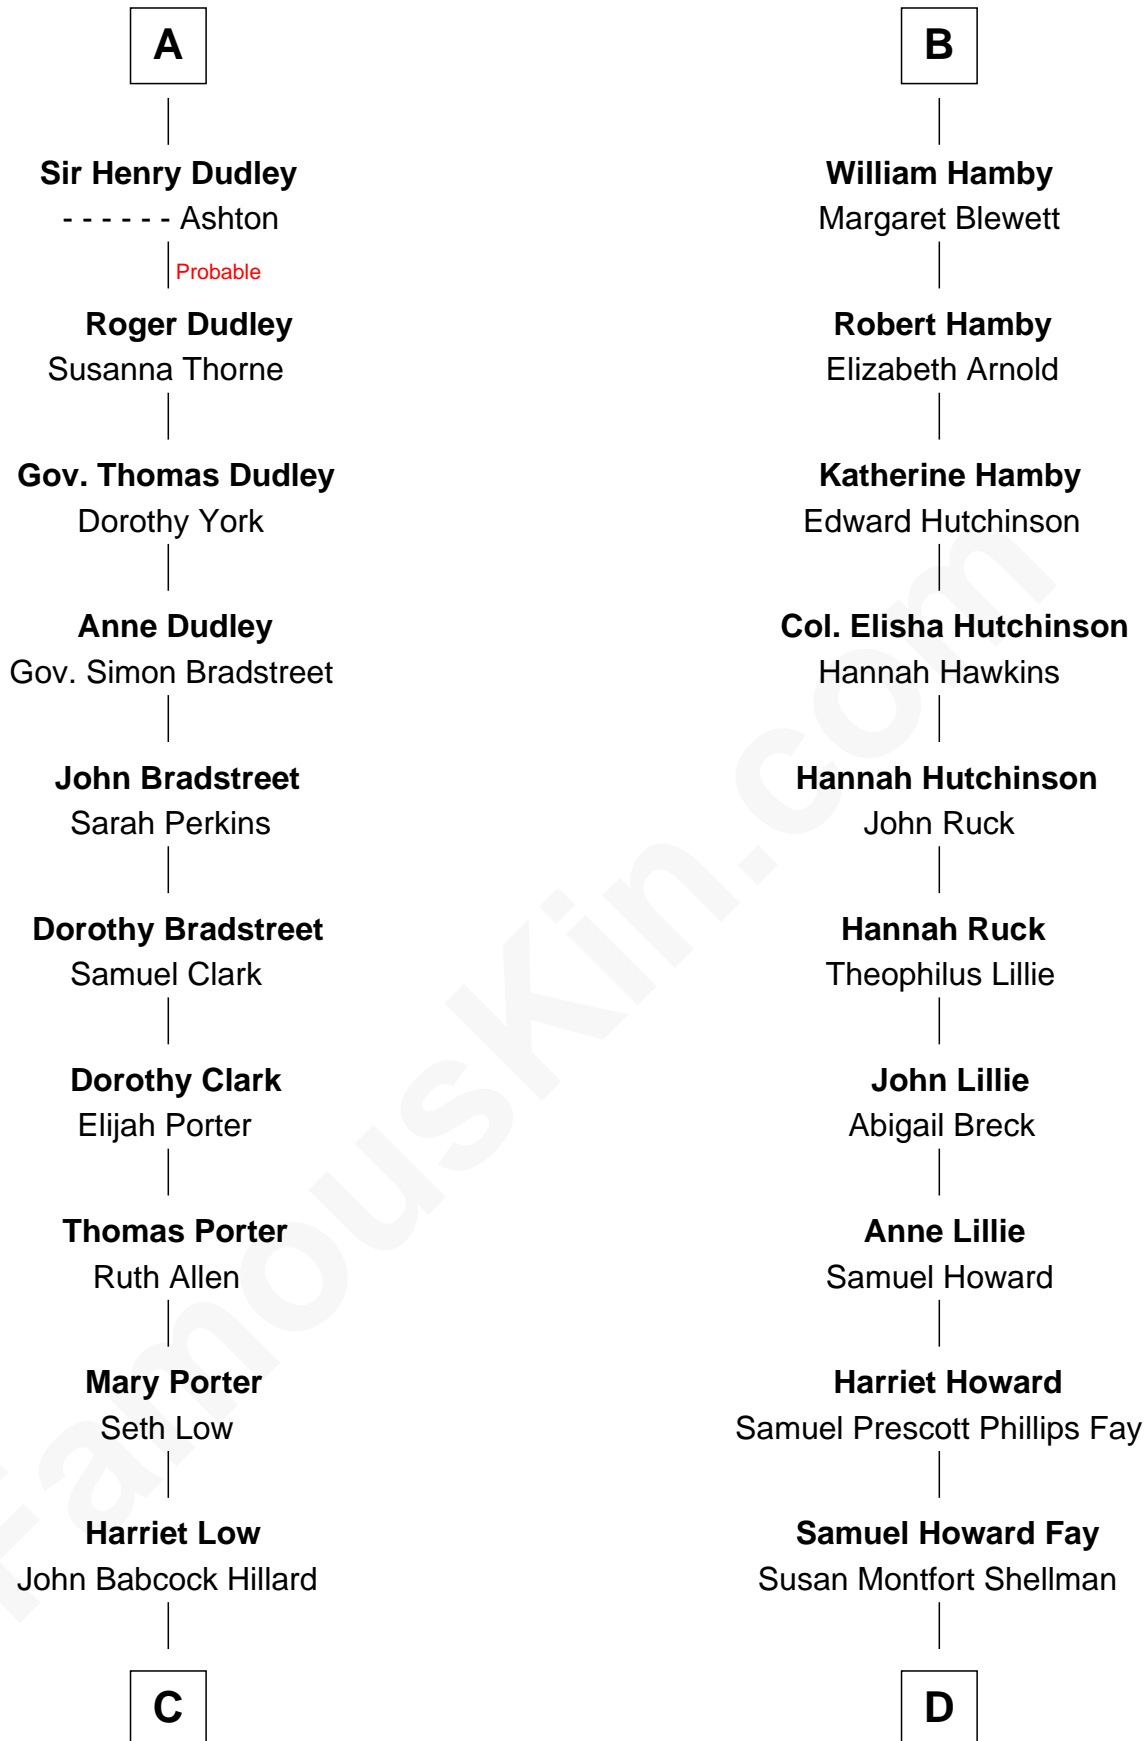 A
Sir Henry Dudley
- - - - - - Ashton
Probable
Roger Dudley
Susanna Thorne
Gov. Thomas Dudley
Dorothy York
Anne Dudley
Gov. Simon Bradstreet
John Bradstreet
Sarah Perkins
Dorothy Bradstreet
Samuel Clark
Dorothy Clark
Elijah Porter
Thomas Porter
Ruth Allen
Mary Porter
Seth Low
Harriet Low
John Babcock Hillard
C
B
William Hamby
Margaret Blewett
Robert Hamby
Elizabeth Arnold
Katherine Hamby
Edward Hutchinson
Col. Elisha Hutchinson
Hannah Hawkins
Hannah Hutchinson
John Ruck
Hannah Ruck
Theophilus Lillie
John Lillie
Abigail Breck
Anne Lillie
Samuel Howard
Harriet Howard
Samuel Prescott Phillips Fay
Samuel Howard Fay
Susan Montfort Shellman
D
FamousKin.com